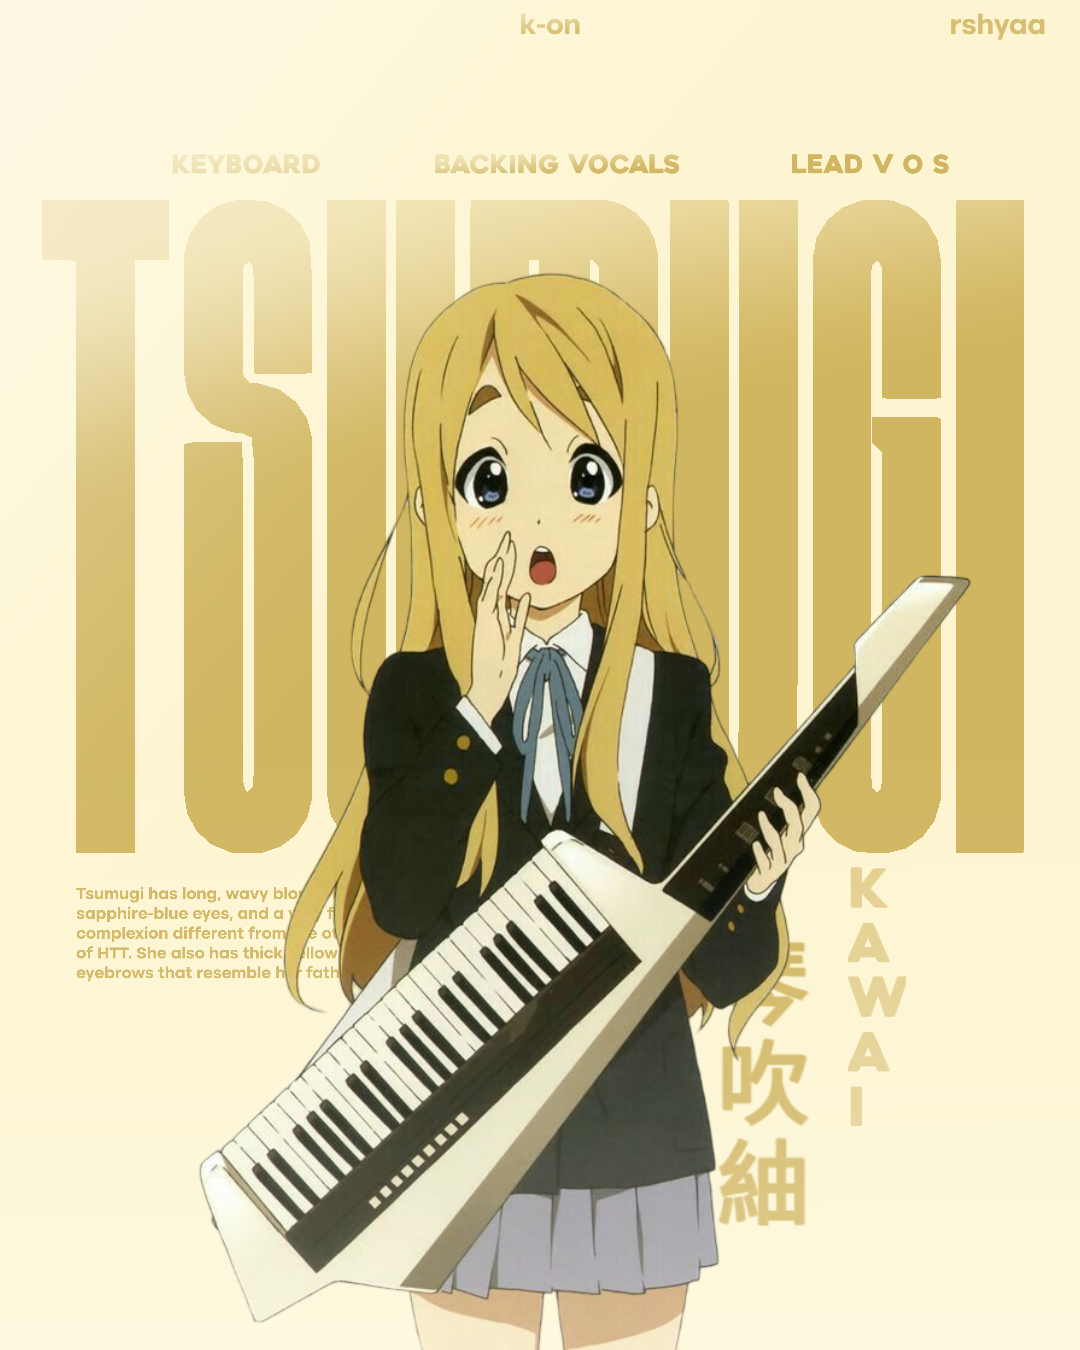 k-on
rshyaa
KEYBOARD
BACKING VOCALS
LEAD V O S
TSUMUGI
Tsumugi has long, wavy
sapphire-blue eyes, and a
complexion different from
of HTT. She also has thick
eyebrows that resemble
KAWAI
琴吹紬